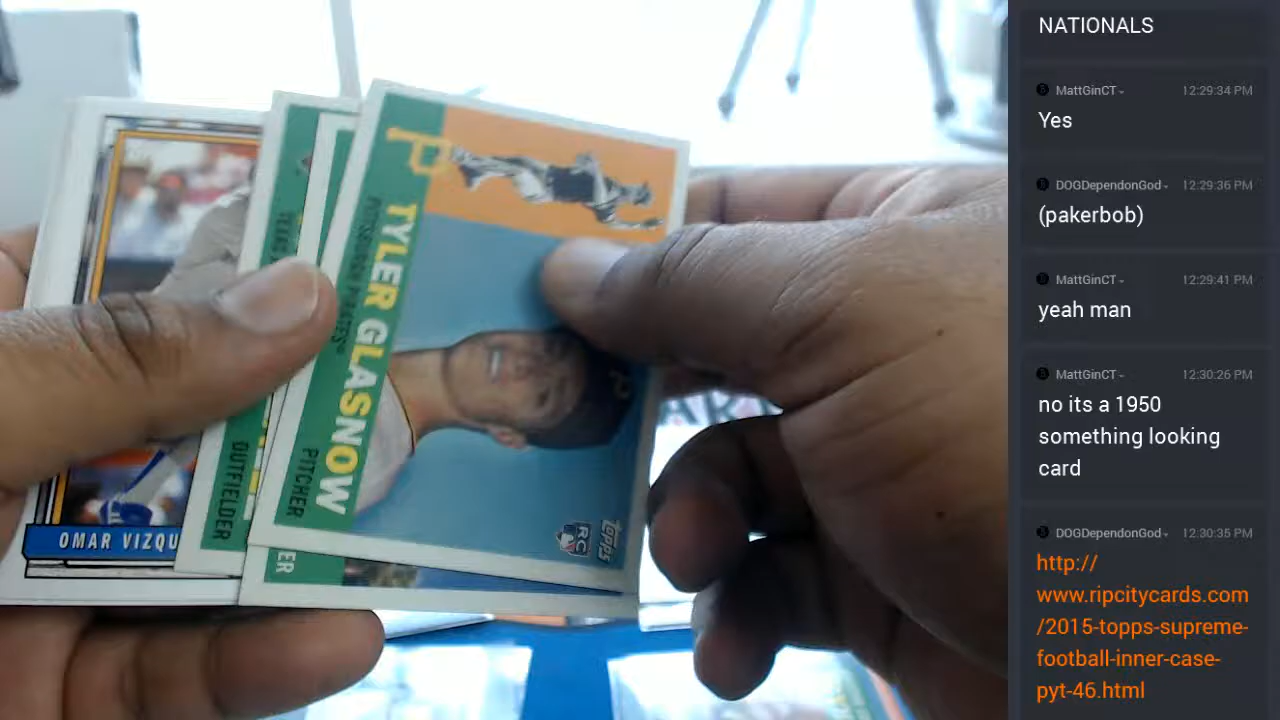 P
TYLER GLASNOW
PITTSBURGH PIRATES™
PITCHER
topps
RC
P
OUTFIELDER
TEXAS
ER
OMAR VIZQU
NATIONALS
MattGinCT 12:29:34 PM
Yes
DOGDependonGod 12:29:36 PM
(pakerbob)
MattGinCT 12:29:41 PM
yeah man
MattGinCT 12:30:26 PM
no its a 1950
something looking
card
DOGDependonGod 12:30:35 PM
http://
www.ripcitycards.com
/2015-topps-supreme-
football-inner-case-
pyt-46.html